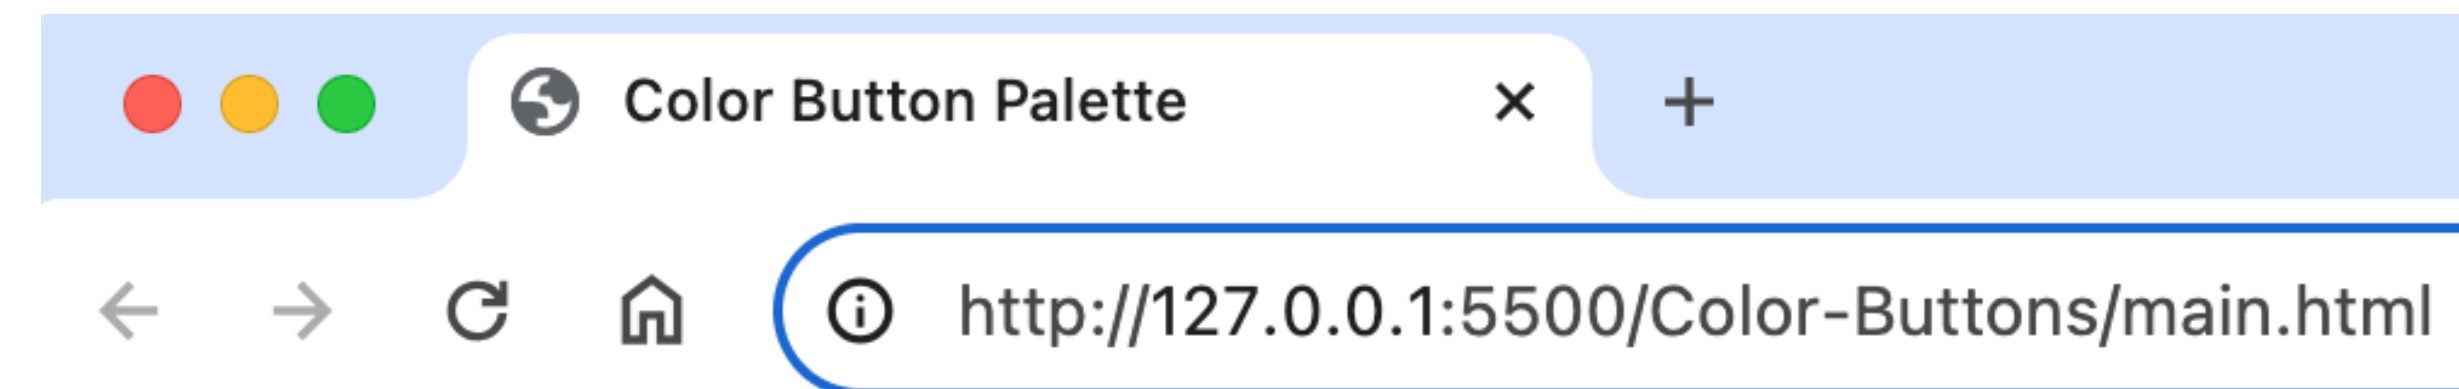 Color Button Palette
http://127.0.0.1:5500/Color-Buttons/main.html